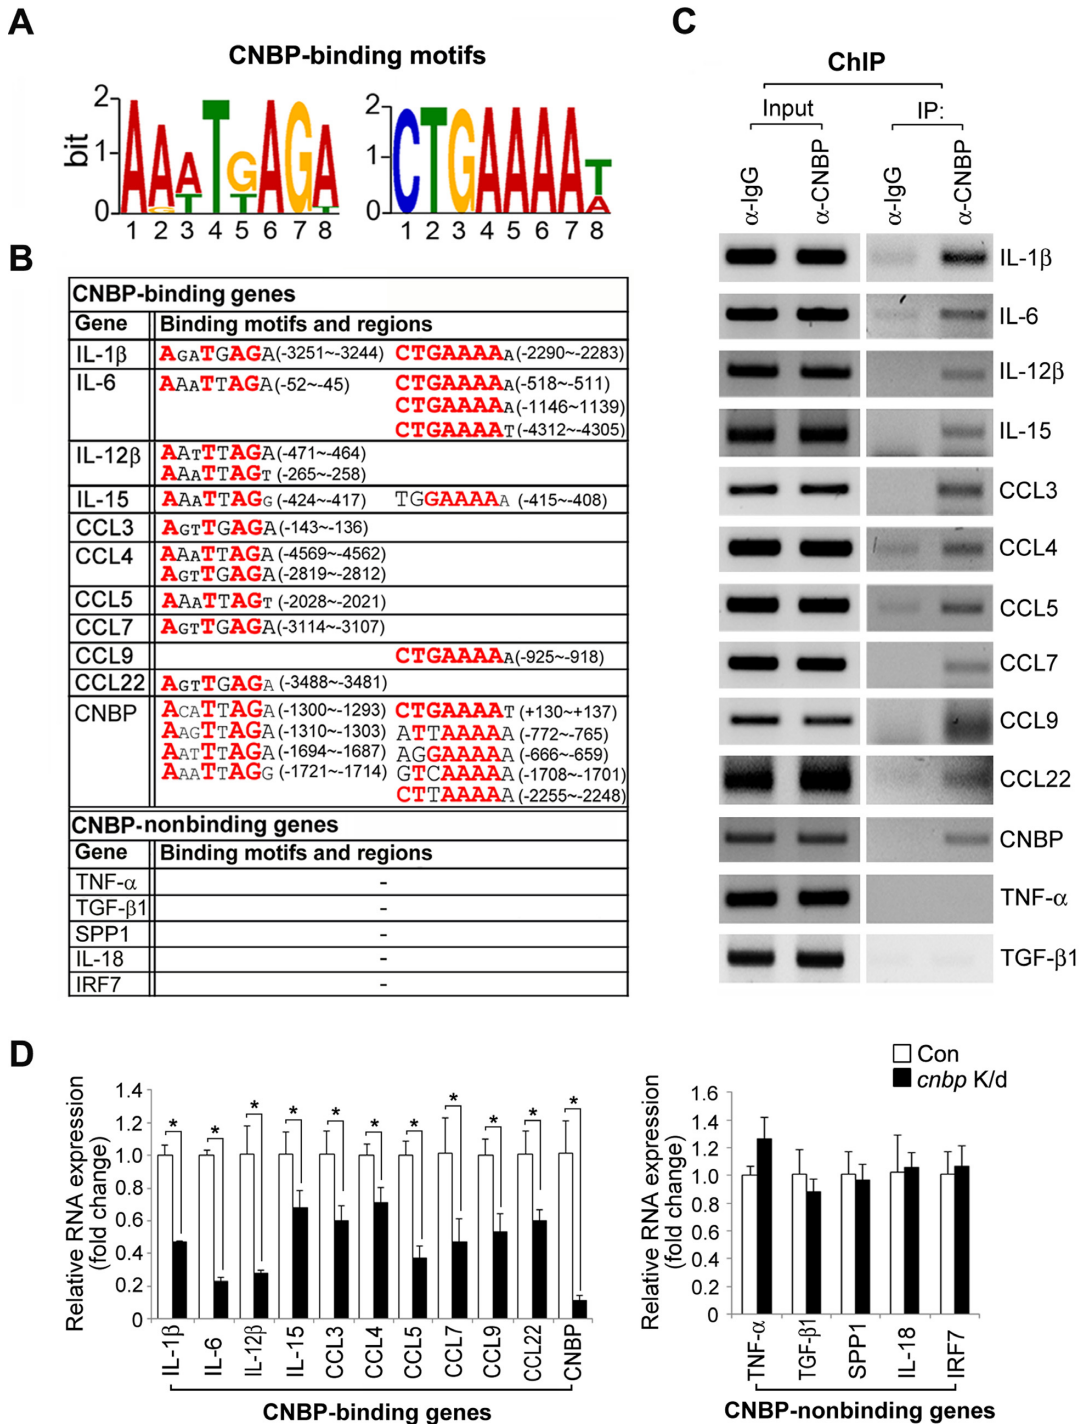 A
CNBP-binding motifs
bit
2
1
0
AAATGAGA
GTTT
1 2 3 4 5 6 7 8
2
1
0
CTGAAAAT
A
1 2 3 4 5 6 7 8
B
CNBP-binding genes
Gene Binding motifs and regions
IL-1β AGATGAGA(-3251~-3244) CTGAAAAA(-2290~-2283)
IL-6 AAATTAGA(-52~-45) CTGAAAAA(-518~-511)
CTGAAAAA(-1146~1139)
CTGAAAAT(-4312~-4305)
IL-12β AATTTAGA(-471~-464)
AAATTAGT(-265~-258)
IL-15 AAATTAGG(-424~-417) TGGAAAAA(-415~-408)
CCL3 AGTTGAGA(-143~-136)
CCL4 AAATTAGA(-4569~-4562)
AGTTGAGA(-2819~-2812)
CCL5 AAATTAGT(-2028~-2021)
CCL7 AGTTGAGA(-3114~-3107)
CCL9 CTGAAAAA(-925~-918)
CCL22 AGTTGAGA(-3488~-3481)
CNBP ACATTAGA(-1300~-1293) CTGAAAAT(+130~+137)
AAGTTAGA(-1310~-1303) ATTAAAAA(-772~-765)
AATTTAGA(-1694~-1687) AGGAAAAA(-666~-659)
AAATTAGG(-1721~-1714) GTCAAAAA(-1708~-1701)
CTTAAAAA(-2255~-2248)
CNBP-nonbinding genes
Gene Binding motifs and regions
TNF-α -
TGF-β1 -
SPP1 -
IL-18 -
IRF7 -
C
ChIP
Input IP:
α-IgG α-CNBP α-IgG α-CNBP
IL-1β
IL-6
IL-12β
IL-15
CCL3
CCL4
CCL5
CCL7
CCL9
CCL22
CNBP
TNF-α
TGF-β1
D
Relative RNA expression
(fold change)
1.4
1.2
1.0
0.8
0.6
0.4
0.2
0
* * * * * * * * * * *
IL-1β IL-6 IL-12β IL-15 CCL3 CCL4 CCL5 CCL7 CCL9 CCL22 CNBP
CNBP-binding genes
Con
cnbp K/d
Relative RNA expression
(fold change)
1.6
1.4
1.2
1.0
0.8
0.6
0.4
0.2
0
TNF-α TGF-β1 SPP1 IL-18 IRF7
CNBP-nonbinding genes